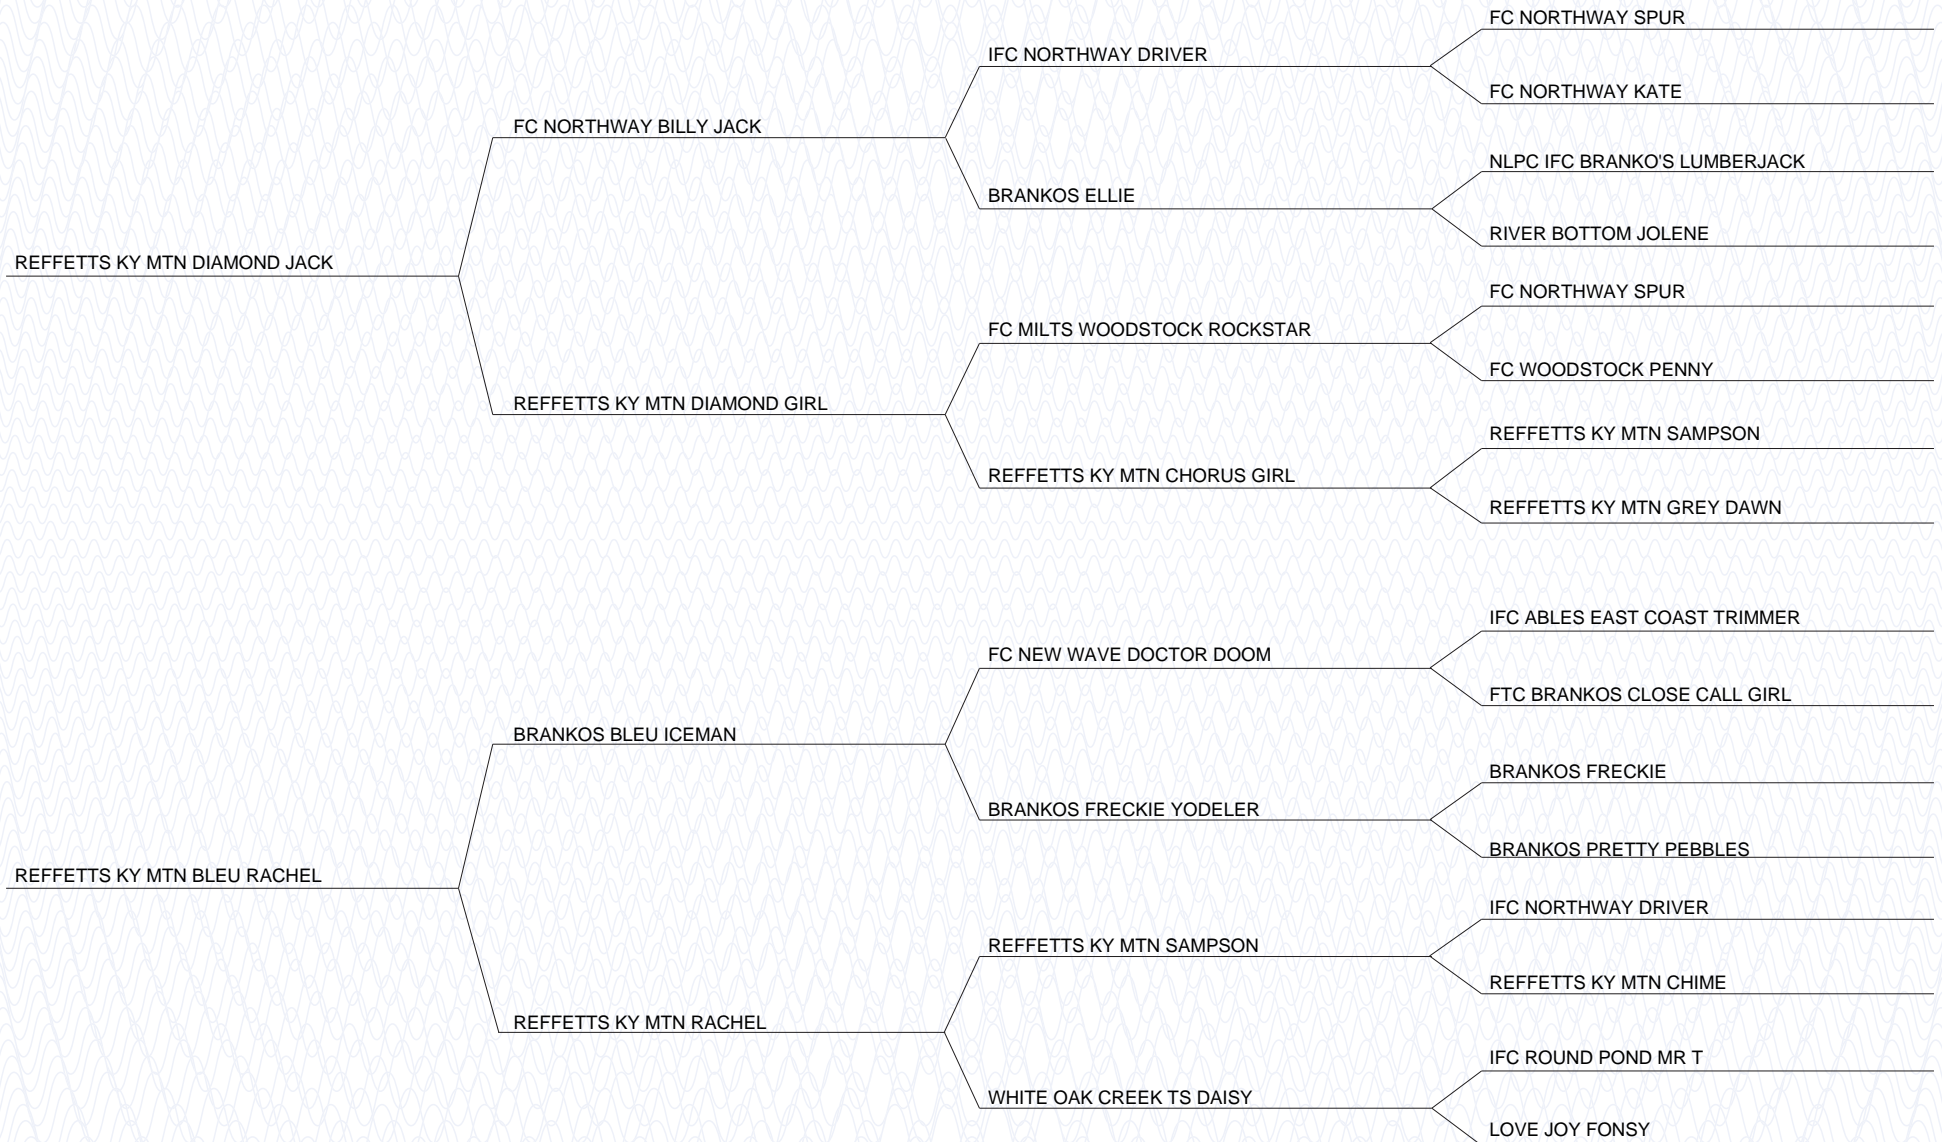 FC NORTHWAY SPUR
IFC NORTHWAY DRIVER
FC NORTHWAY KATE
FC NORTHWAY BILLY JACK
NLPC IFC BRANKO'S LUMBERJACK
BRANKOS ELLIE
RIVER BOTTOM JOLENE
REFFETTS KY MTN DIAMOND JACK
FC NORTHWAY SPUR
FC MILTS WOODSTOCK ROCKSTAR
FC WOODSTOCK PENNY
REFFETTS KY MTN DIAMOND GIRL
REFFETTS KY MTN SAMPSON
REFFETTS KY MTN CHORUS GIRL
REFFETTS KY MTN GREY DAWN
IFC ABLES EAST COAST TRIMMER
FC NEW WAVE DOCTOR DOOM
FTC BRANKOS CLOSE CALL GIRL
BRANKOS BLEU ICEMAN
BRANKOS FRECKIE
BRANKOS FRECKIE YODELER
BRANKOS PRETTY PEBBLES
REFFETTS KY MTN BLEU RACHEL
IFC NORTHWAY DRIVER
REFFETTS KY MTN SAMPSON
REFFETTS KY MTN CHIME
REFFETTS KY MTN RACHEL
IFC ROUND POND MR T
WHITE OAK CREEK TS DAISY
LOVE JOY FONSY